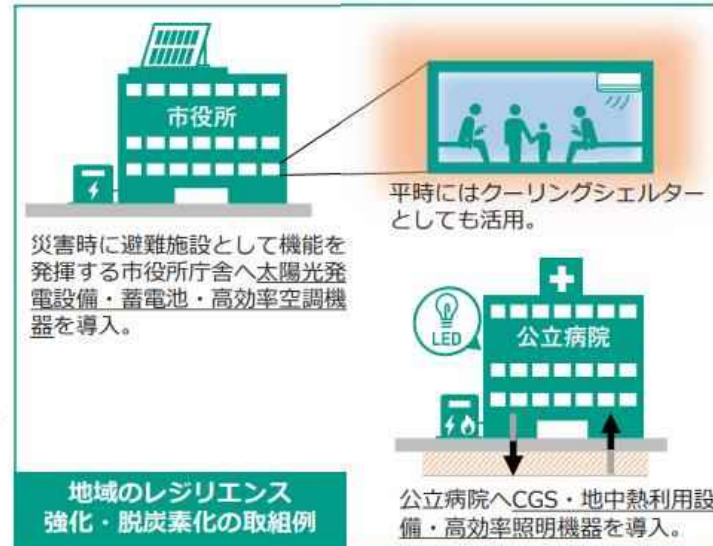 市役所
災害時に避難施設として機能を
発揮する市役所庁舎へ太陽光発
電設備・蓄電池・高効率空調機
器を導入。
平時にはクーリングシェルター
としても活用。
LED
公立病院
公立病院へCGS・地中熱利用設
備・高効率照明機器を導入。
地域のレジリエンス
強化・脱炭素化の取組例